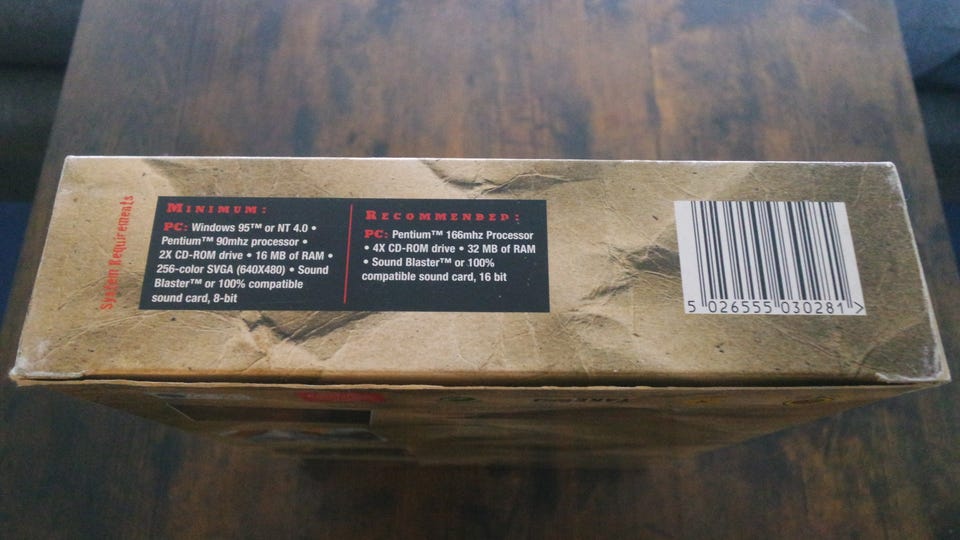 System Requirements
MINIMUM:
PC: Windows 95™ or NT 4.0 •
Pentium™ 90mhz processor •
2X CD-ROM drive • 16 MB of RAM •
256-color SVGA (640X480) • Sound
Blaster™ or 100% compatible
sound card, 8-bit
RECOMMENDED:
PC: Pentium™ 166mhz Processor
• 4X CD-ROM drive • 32 MB of RAM
• Sound Blaster™ or 100%
compatible sound card, 16 bit
5 026555 030281 >